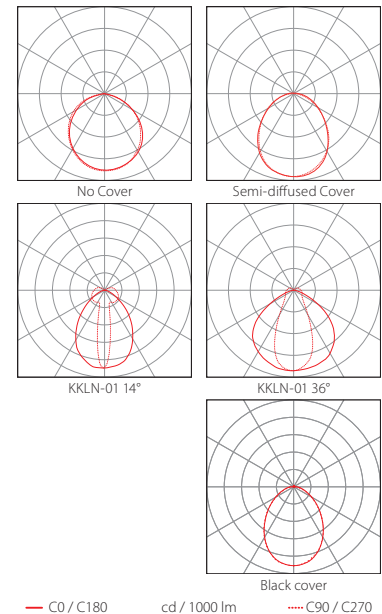 No Cover
Semi-diffused Cover
KKLN-01 14°
KKLN-01 36°
Black cover
C0 / C180 cd / 1000 lm C90 / C270